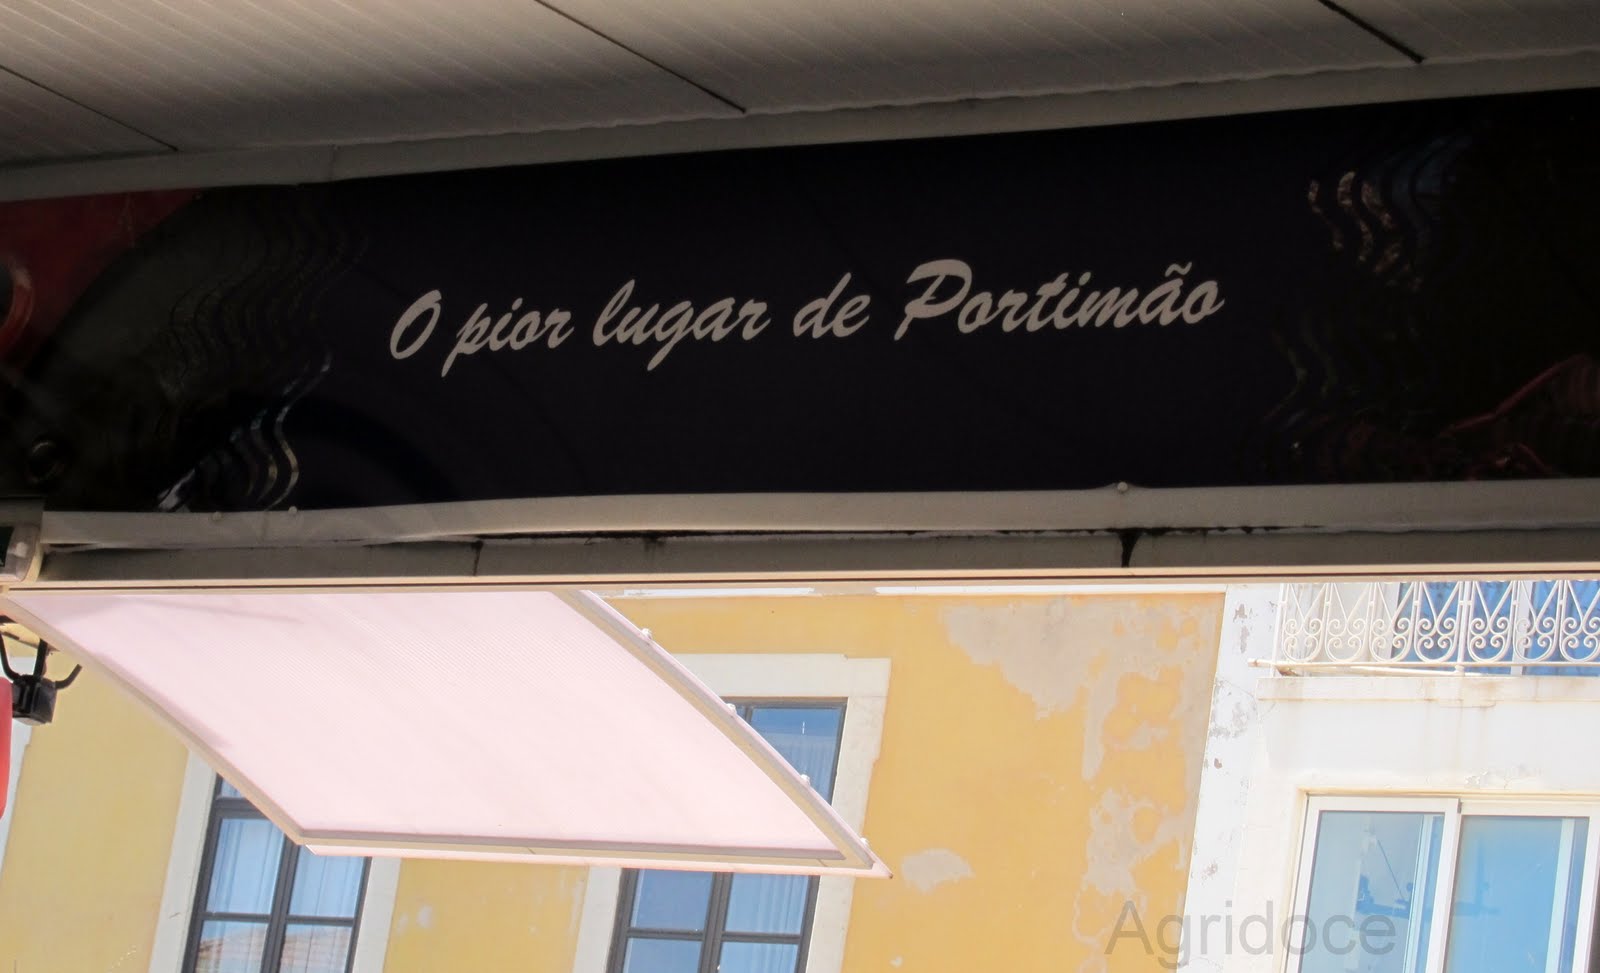 O pior lugar de Portimão
Agridoce